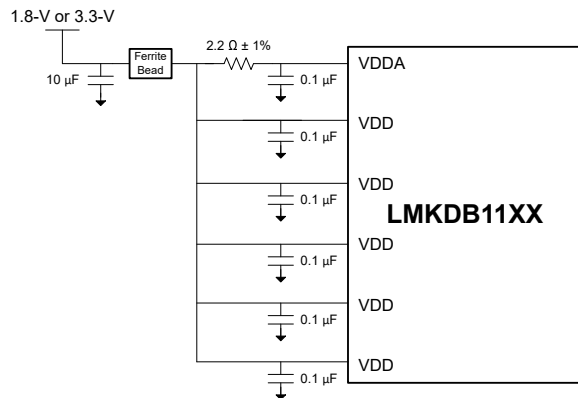 1.8-V or 3.3-V
10 µF
Ferrite
Bead
2.2 Ω ± 1%
0.1 µF
VDDA
0.1 µF
VDD
0.1 µF
VDD
LMKDB11XX
0.1 µF
VDD
0.1 µF
VDD
0.1 µF
VDD